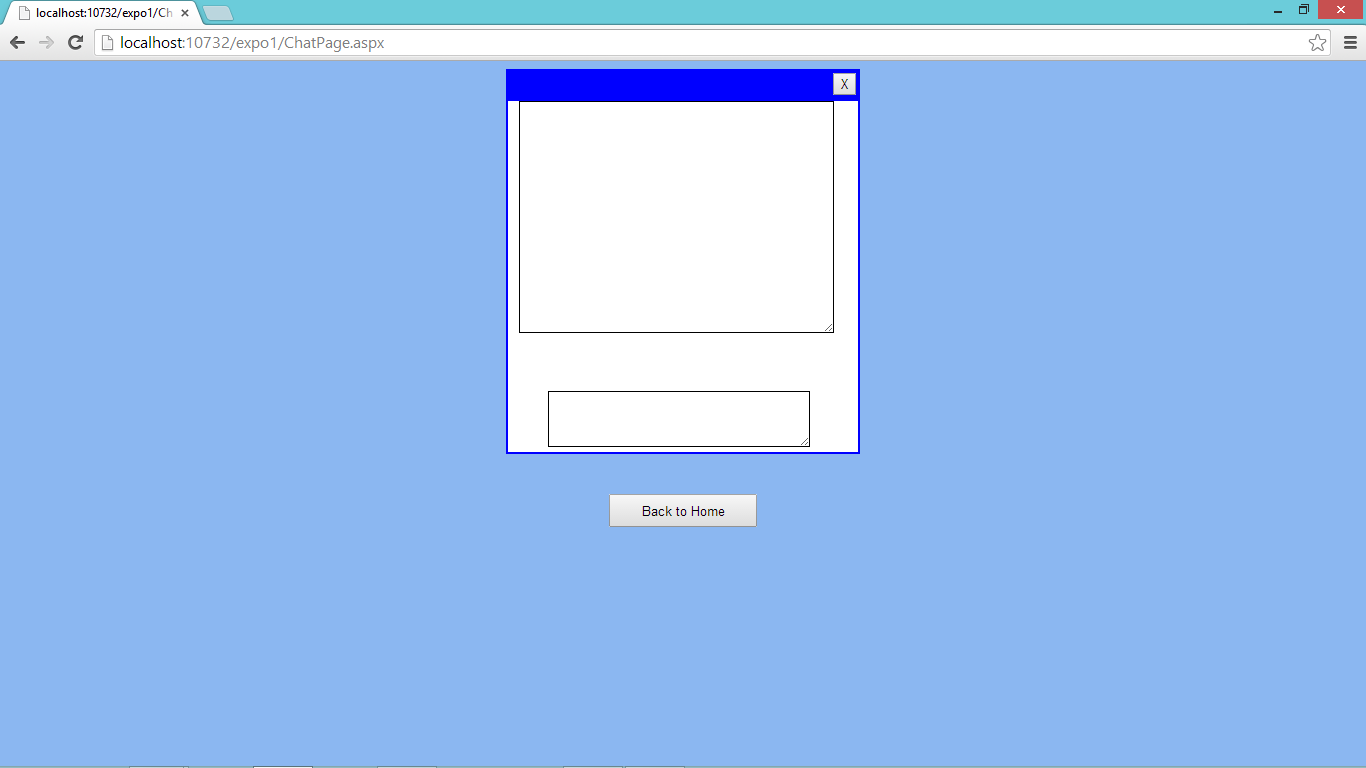 localhost:10732/expo1/Ch
localhost:10732/expo1/ChatPage.aspx
X
Back to Home